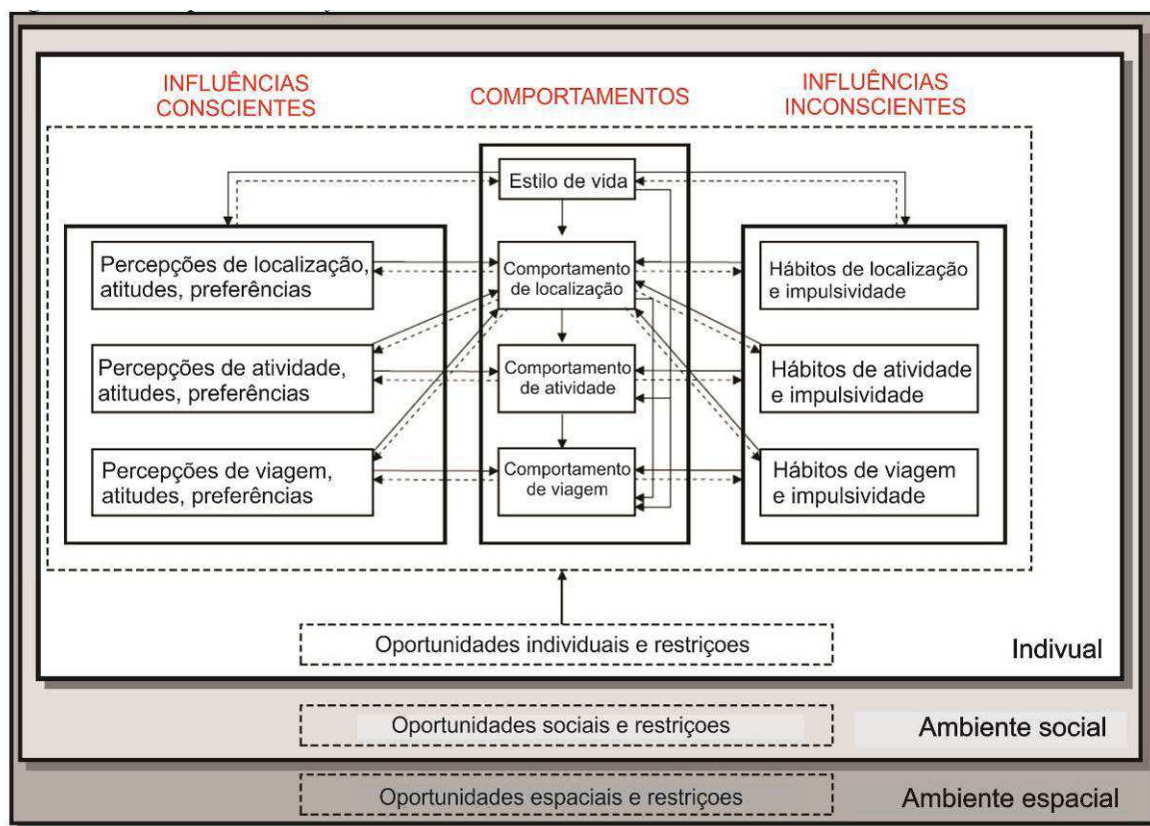 INFLUÊNCIAS
CONSCIENTES
COMPORTAMENTOS
INFLUÊNCIAS
INCONSCIENTES
Estilo de vida
Percepções de localização,
atitudes, preferências
Comportamento
de localização
Hábitos de localização
e impulsividade
Percepções de atividade,
atitudes, preferências
Comportamento
de atividade
Hábitos de atividade
e impulsividade
Percepções de viagem,
atitudes, preferências
Comportamento
de viagem
Hábitos de viagem
e impulsividade
Oportunidades individuais e restriçoes
Indivual
Oportunidades sociais e restriçoes
Ambiente social
Oportunidades espaciais e restriçoes
Ambiente espacial